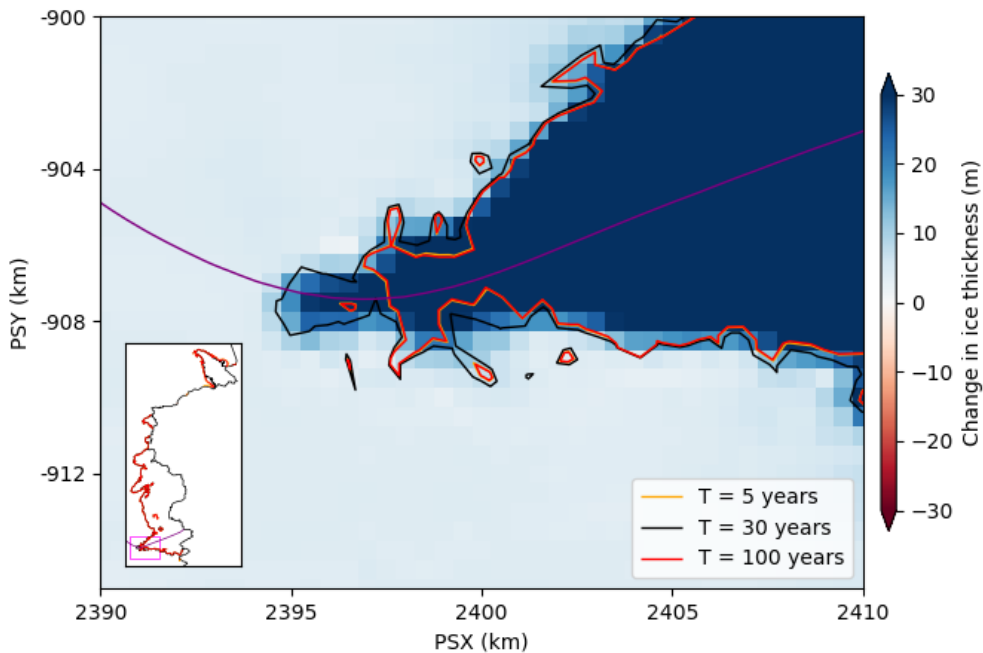 -900
-904
-908
-912
PSY (km)
2390
2395
2400
2405
2410
PSX (km)
T = 5 years
T = 30 years
T = 100 years
30
20
10
0
−10
−20
−30
Change in ice thickness (m)